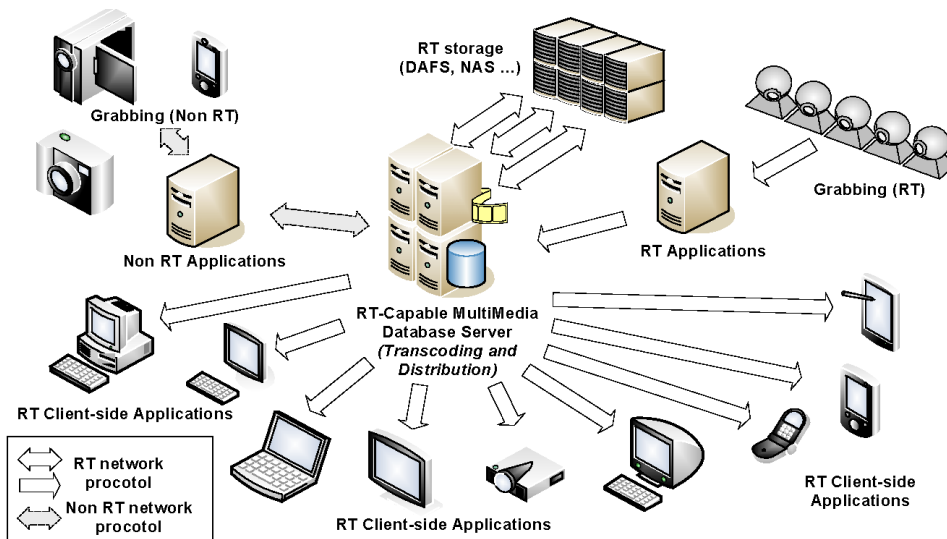 RT storage
(DAFS, NAS ...)
Grabbing (Non RT)
Grabbing (RT)
Non RT Applications
RT Applications
RT-Capable MultiMedia
Database Server
(Transcoding and
Distribution)
RT Client-side Applications
RT Client-side
Applications
RT Client-side Applications
RT network
procotol
Non RT network
procotol